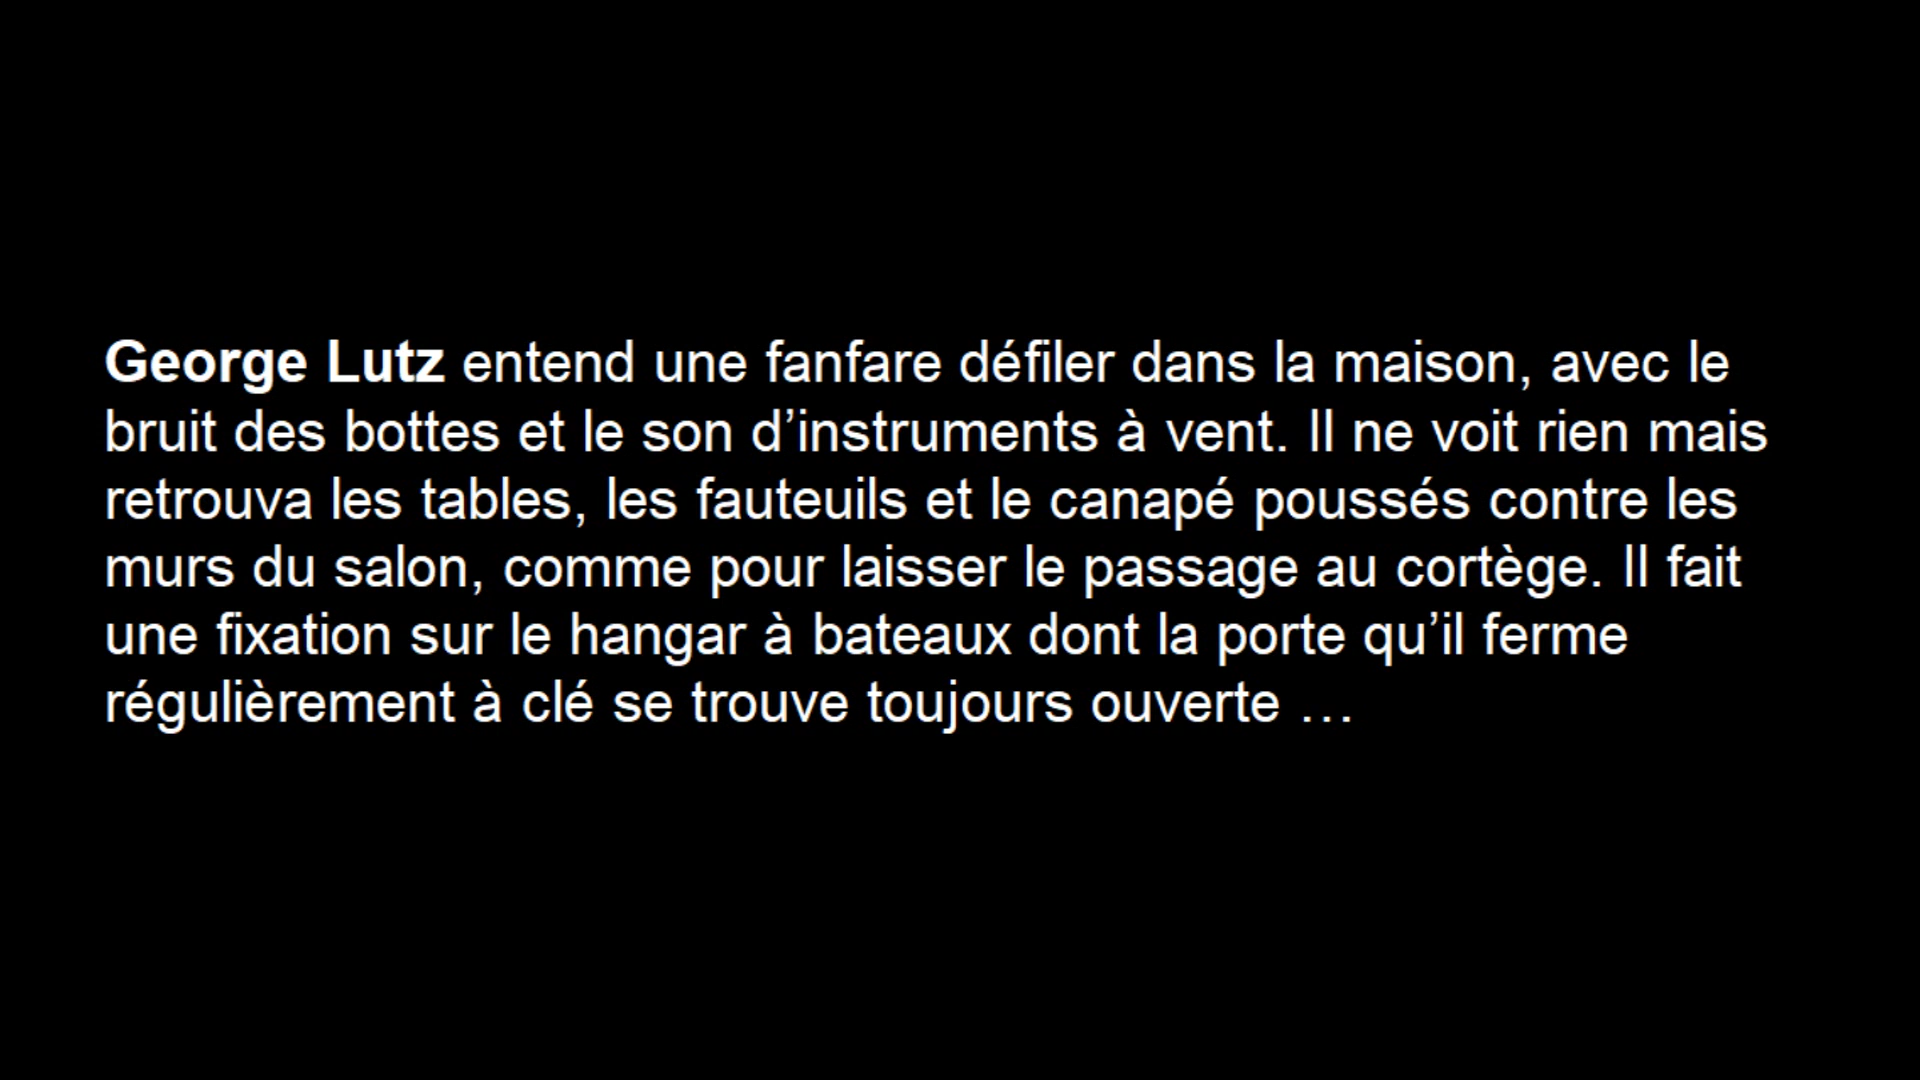 George Lutz entend une fanfare défiler dans la maison, avec le
bruit des bottes et le son d’instruments à vent. Il ne voit rien mais
retrouva les tables, les fauteuils et le canapé poussés contre les
murs du salon, comme pour laisser le passage au cortège. Il fait
une fixation sur le hangar à bateaux dont la porte qu’il ferme
régulièrement à clé se trouve toujours ouverte …